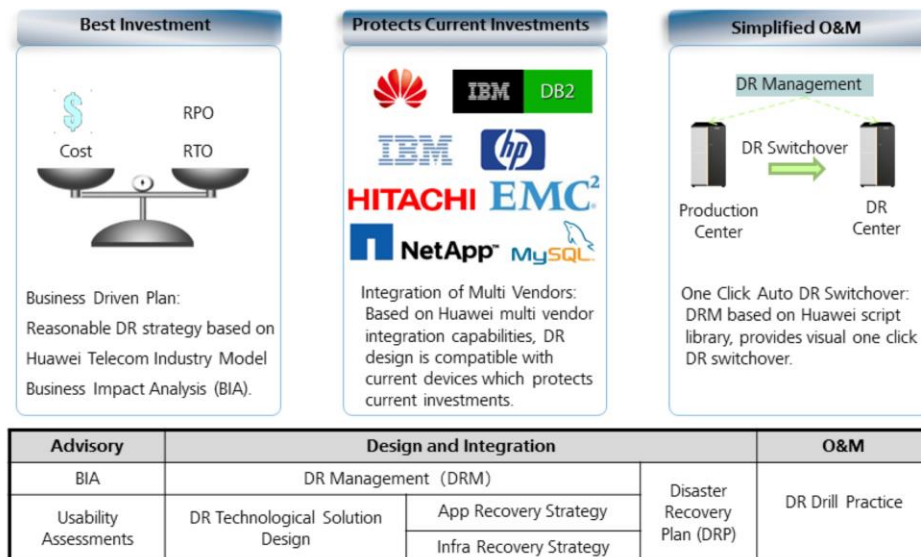 Best Investment
$
Cost
RPO
RTO
Business Driven Plan:
Reasonable DR strategy based on
Huawei Telecom Industry Model
Business Impact Analysis (BIA).
Protects Current Investments
IBM DB2
IBM hp
HITACHI EMC²
NetApp™ MySQL
Integration of Multi Vendors:
Based on Huawei multi vendor
integration capabilities, DR
design is compatible with
current devices which protects
current investments.
Simplified O&M
DR Management
DR Switchover
Production
Center
DR
Center
One Click Auto DR Switchover:
DRM based on Huawei script
library, provides visual one click
DR switchover.
Advisory
Design and Integration
O&M
BIA
DR Management (DRM)
Disaster
Recovery
Plan (DRP)
DR Drill Practice
Usability
Assessments
DR Technological Solution
Design
App Recovery Strategy
Infra Recovery Strategy